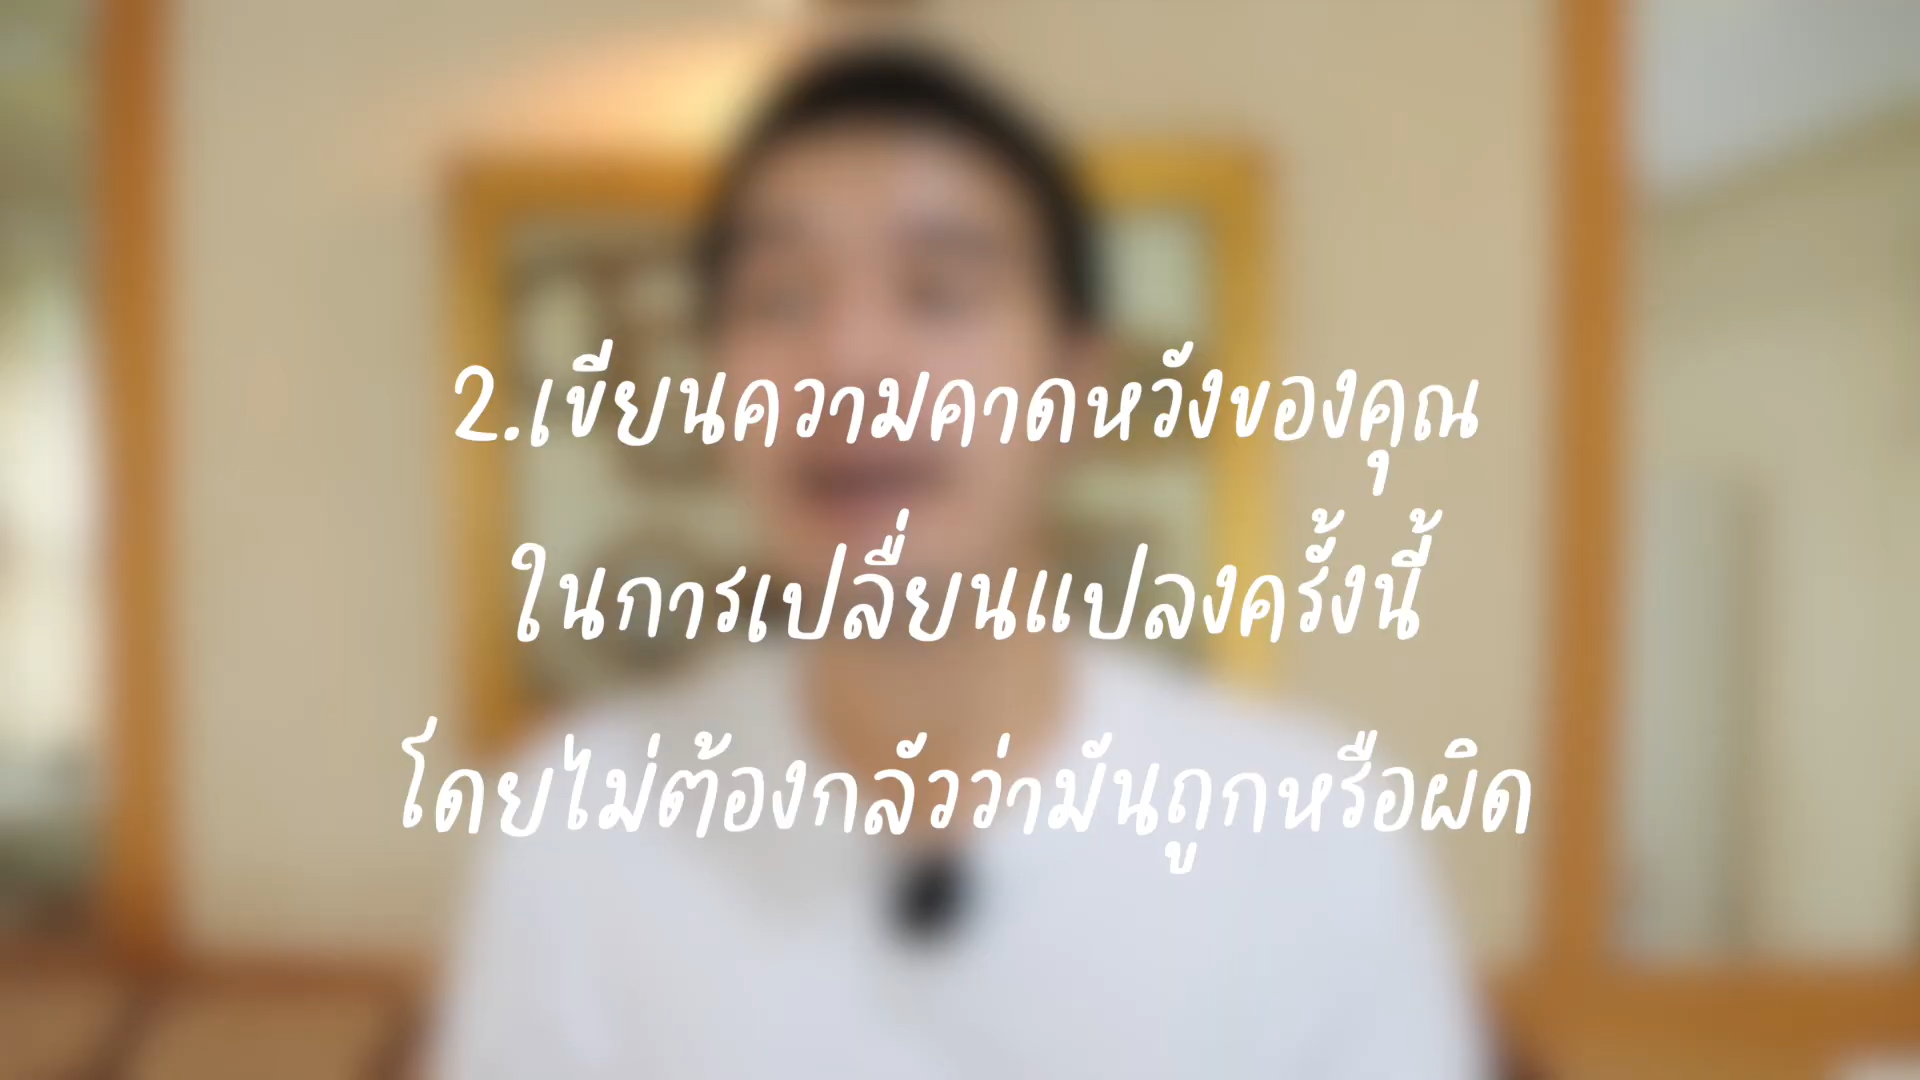 2.เขียนความคาดหวังของคุณ
ในการเปลี่ยนแปลงครั้งนี้
โดยไม่ต้องกลัวว่ามันถูกหรือผิด